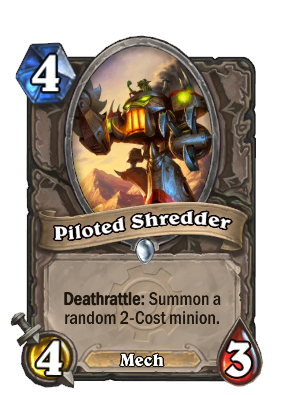 4
Piloted Shredder
Deathrattle: Summon a
random 2-Cost minion.
4
Mech
3